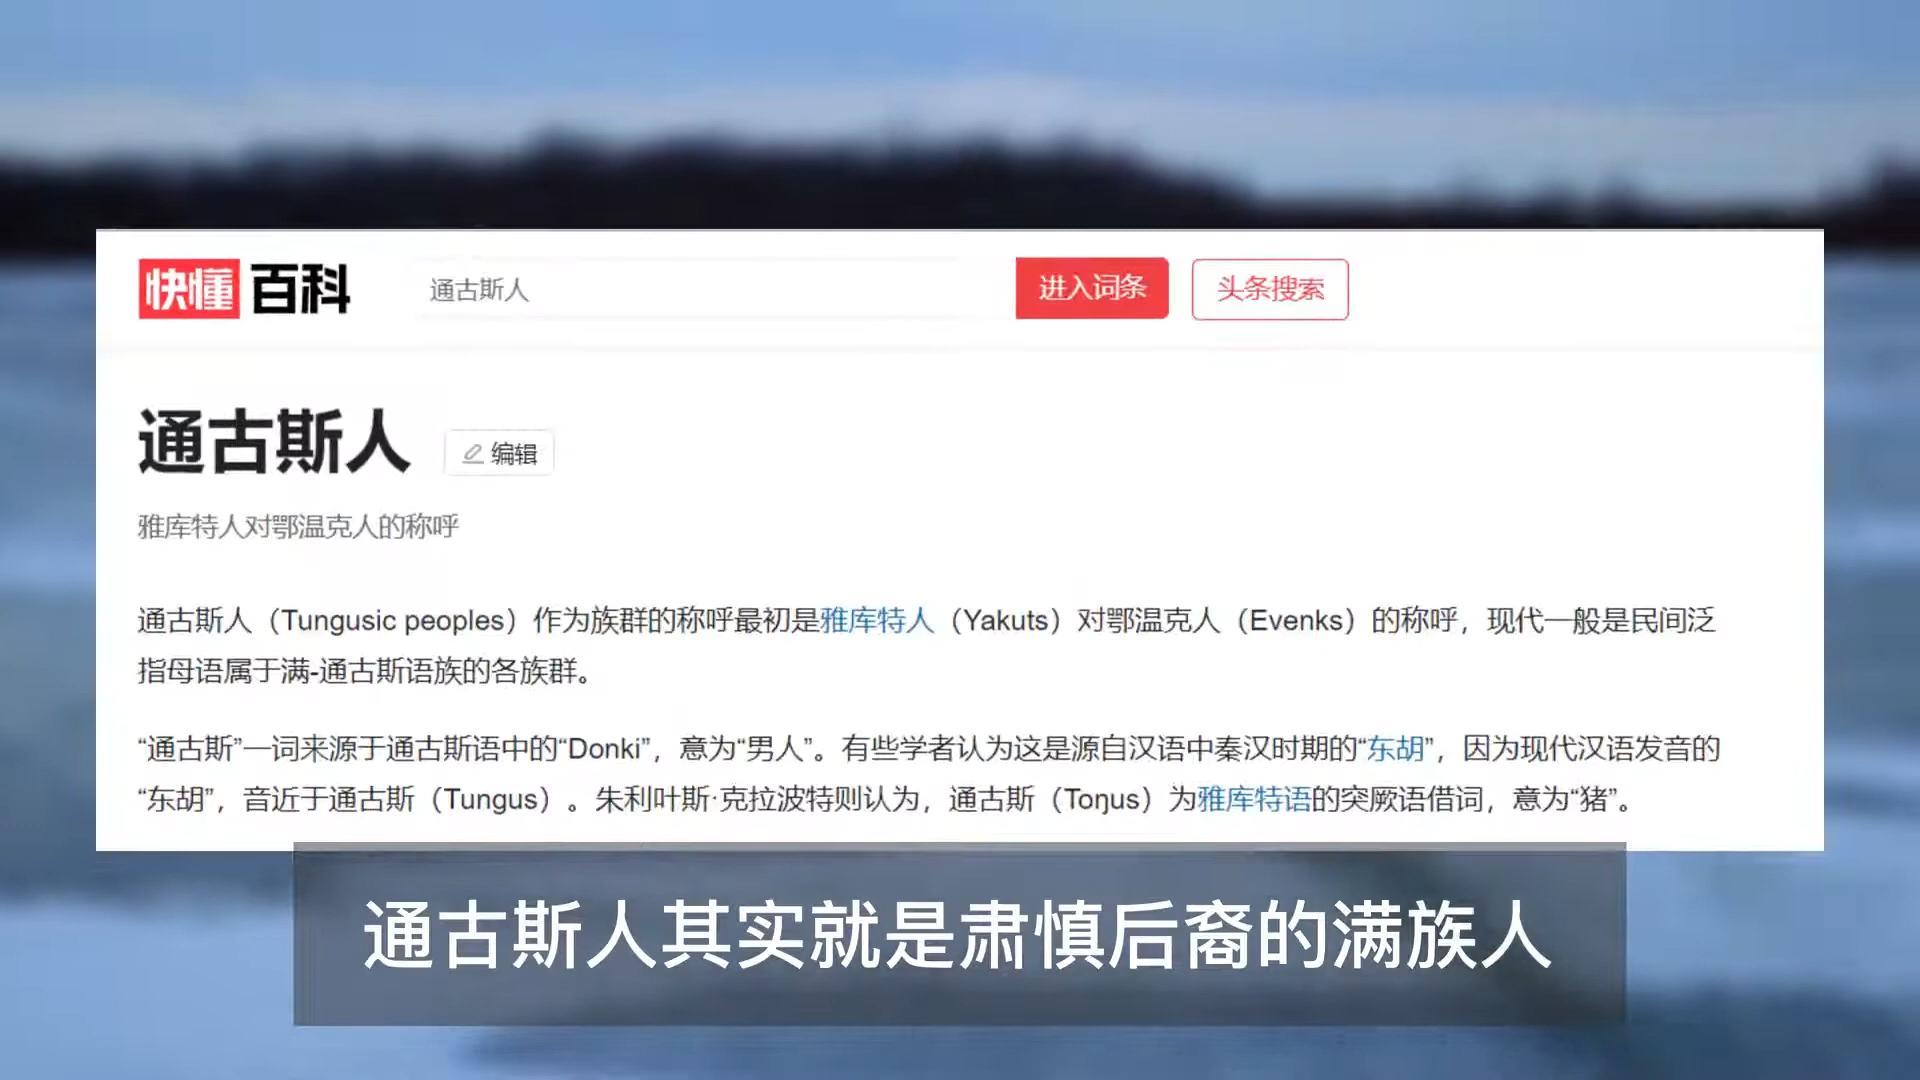 快懂百科
通古斯人
进入词条
头条搜索
通古斯人
编辑
雅库特人对鄂温克人的称呼
通古斯人（Tungusic peoples）作为族群的称呼最初是雅库特人（Yakuts）对鄂温克人（Evenks）的称呼，现代一般是民间泛
指母语属于满-通古斯语族的各族群。
“通古斯”一词来源于通古斯语中的“Donki”，意为“男人”。有些学者认为这是源自汉语中秦汉时期的“东胡”，因为现代汉语发音的
“东胡”，音近于通古斯（Tungus）。朱利叶斯·克拉波特则认为，通古斯（Toŋus）为雅库特语的突厥语借词，意为“猪”。
通古斯人其实就是肃慎后裔的满族人